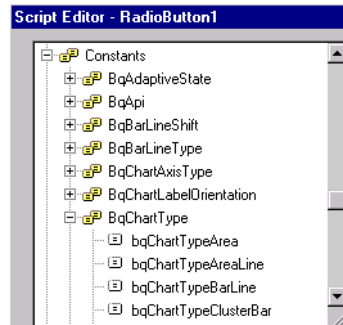 Script Editor - RadioButton1
Constants
BqAdaptiveState
BqApi
BqBarLineShift
BqBarLineType
BqChartAxisType
BqChartLabelOrientation
BqChartType
bqChartTypeArea
bqChartTypeAreaLine
bqChartTypeBarLine
bqChartTypeClusterBar